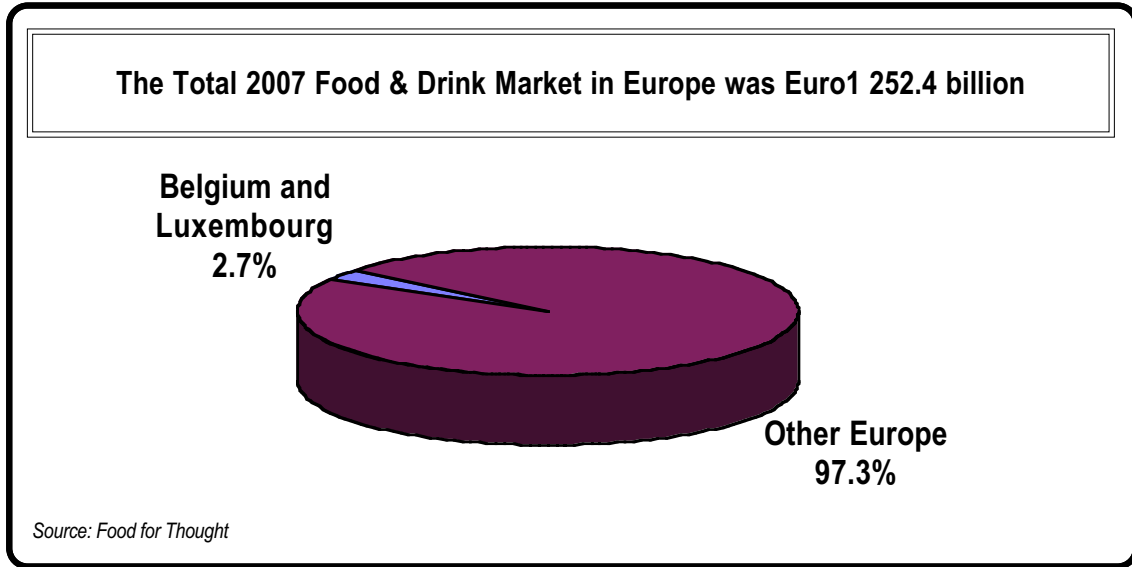 The Total 2007 Food & Drink Market in Europe was Euro1 252.4 billion
Belgium and
Luxembourg
2.7%
Other Europe
97.3%
Source: Food for Thought